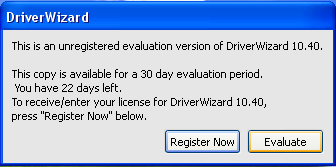 DriverWizard
This is an unregistered evaluation version of DriverWizard 10.40.
This copy is available for a 30 day evaluation period.
You have 22 days left.
To receive/enter your license for DriverWizard 10.40,
press "Register Now" below.
Register Now Evaluate